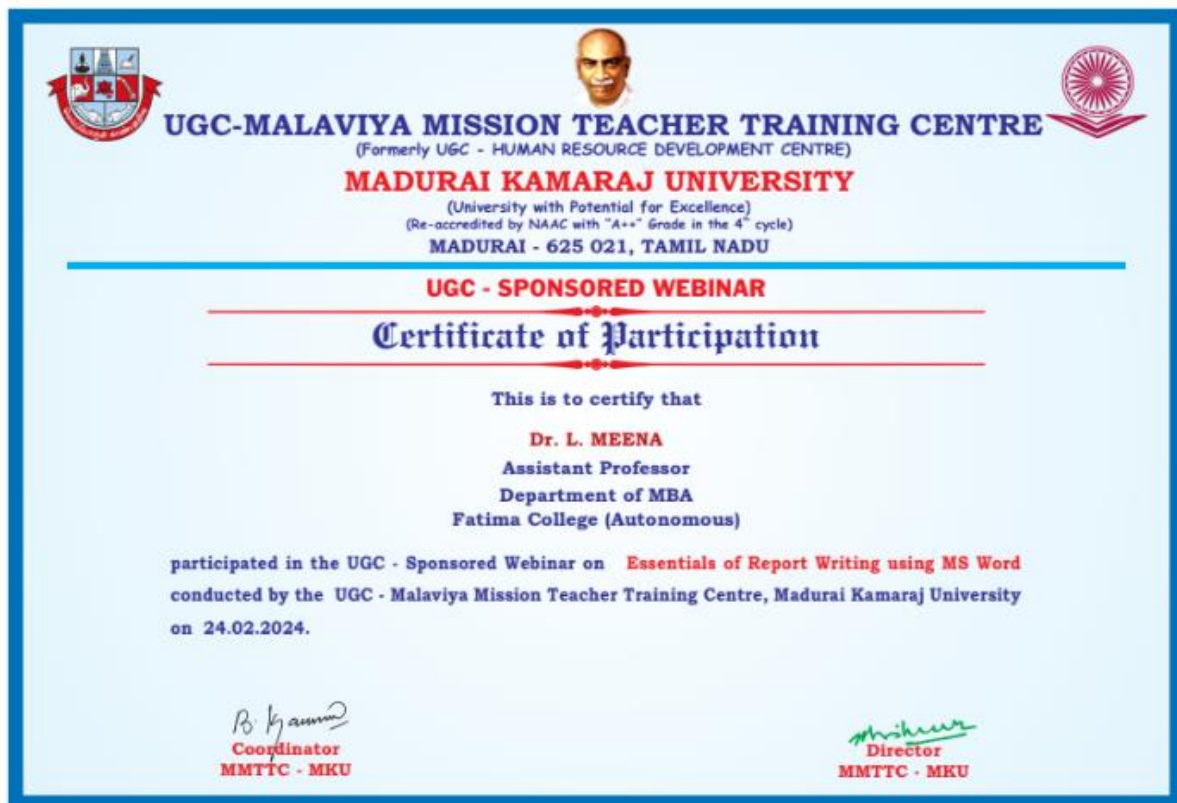 UGC-MALAVIYA MISSION TEACHER TRAINING CENTRE
(Formerly UGC - HUMAN RESOURCE DEVELOPMENT CENTRE)
MADURAI KAMARAJ UNIVERSITY
(University with Potential for Excellence)
(Re-accredited by NAAC with "A++" Grade in the 4th cycle)
MADURAI - 625 021, TAMIL NADU
UGC - SPONSORED WEBINAR
Certificate of Participation
This is to certify that
Dr. L. MEENA
Assistant Professor
Department of MBA
Fatima College (Autonomous)
participated in the UGC - Sponsored Webinar on Essentials of Report Writing using MS Word
conducted by the UGC - Malaviya Mission Teacher Training Centre, Madurai Kamaraj University
on 24.02.2024.
Coordinator
MMTTC - MKU
Director
MMTTC - MKU